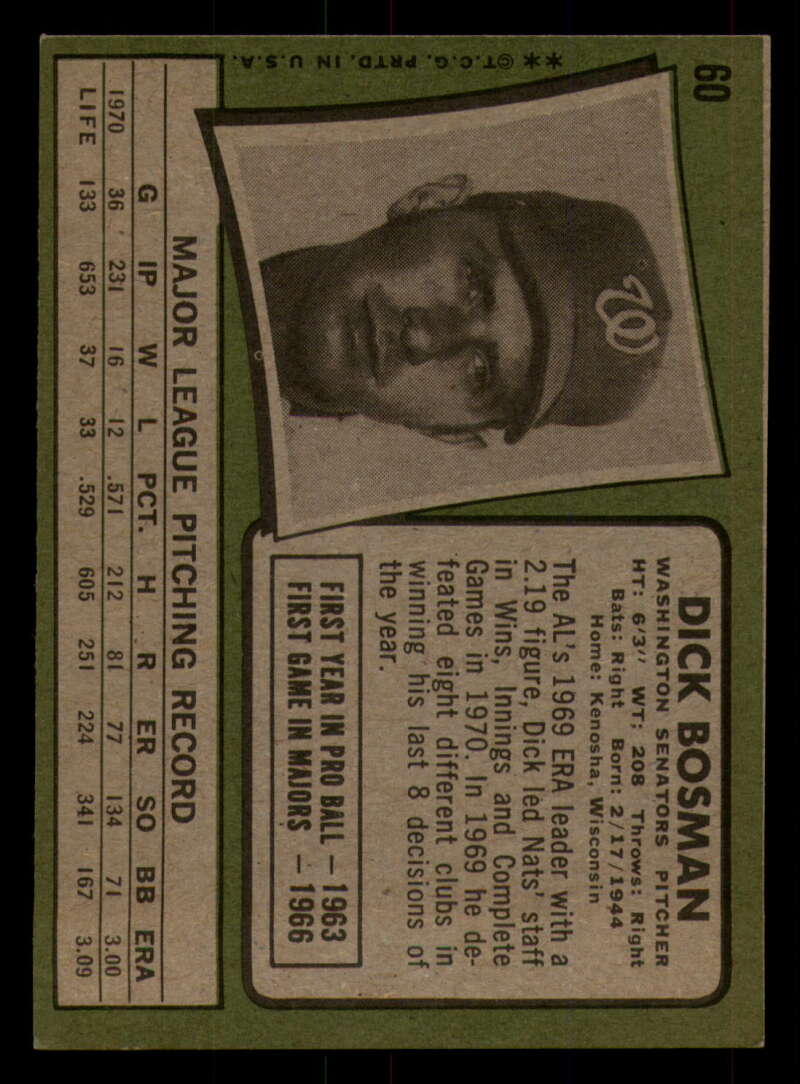 60
**©T.C.G. PRTD. IN U.S.A.
W
DICK BOSMAN
WASHINGTON SENATORS PITCHER
HT: 6'3" WT: 208 Throws: Right
Bats: Right Born: 2/17/1944
Home: Kenosha, Wisconsin
The AL's 1969 ERA leader with a
2.19 figure, Dick led Nats' staff
in Wins, Innings and Complete
Games in 1970. In 1969 he de-
feated eight different clubs in
winning his last 8 decisions of
the year.
FIRST YEAR IN PRO BALL — 1963
FIRST GAME IN MAJORS — 1966
MAJOR LEAGUE PITCHING RECORD
G IP W L PCT. H R ER SO BB ERA
1970 36 231 16 12 .571 212 81 77 134 71 3.00
LIFE 133 653 37 33 .529 605 251 224 341 167 3.09